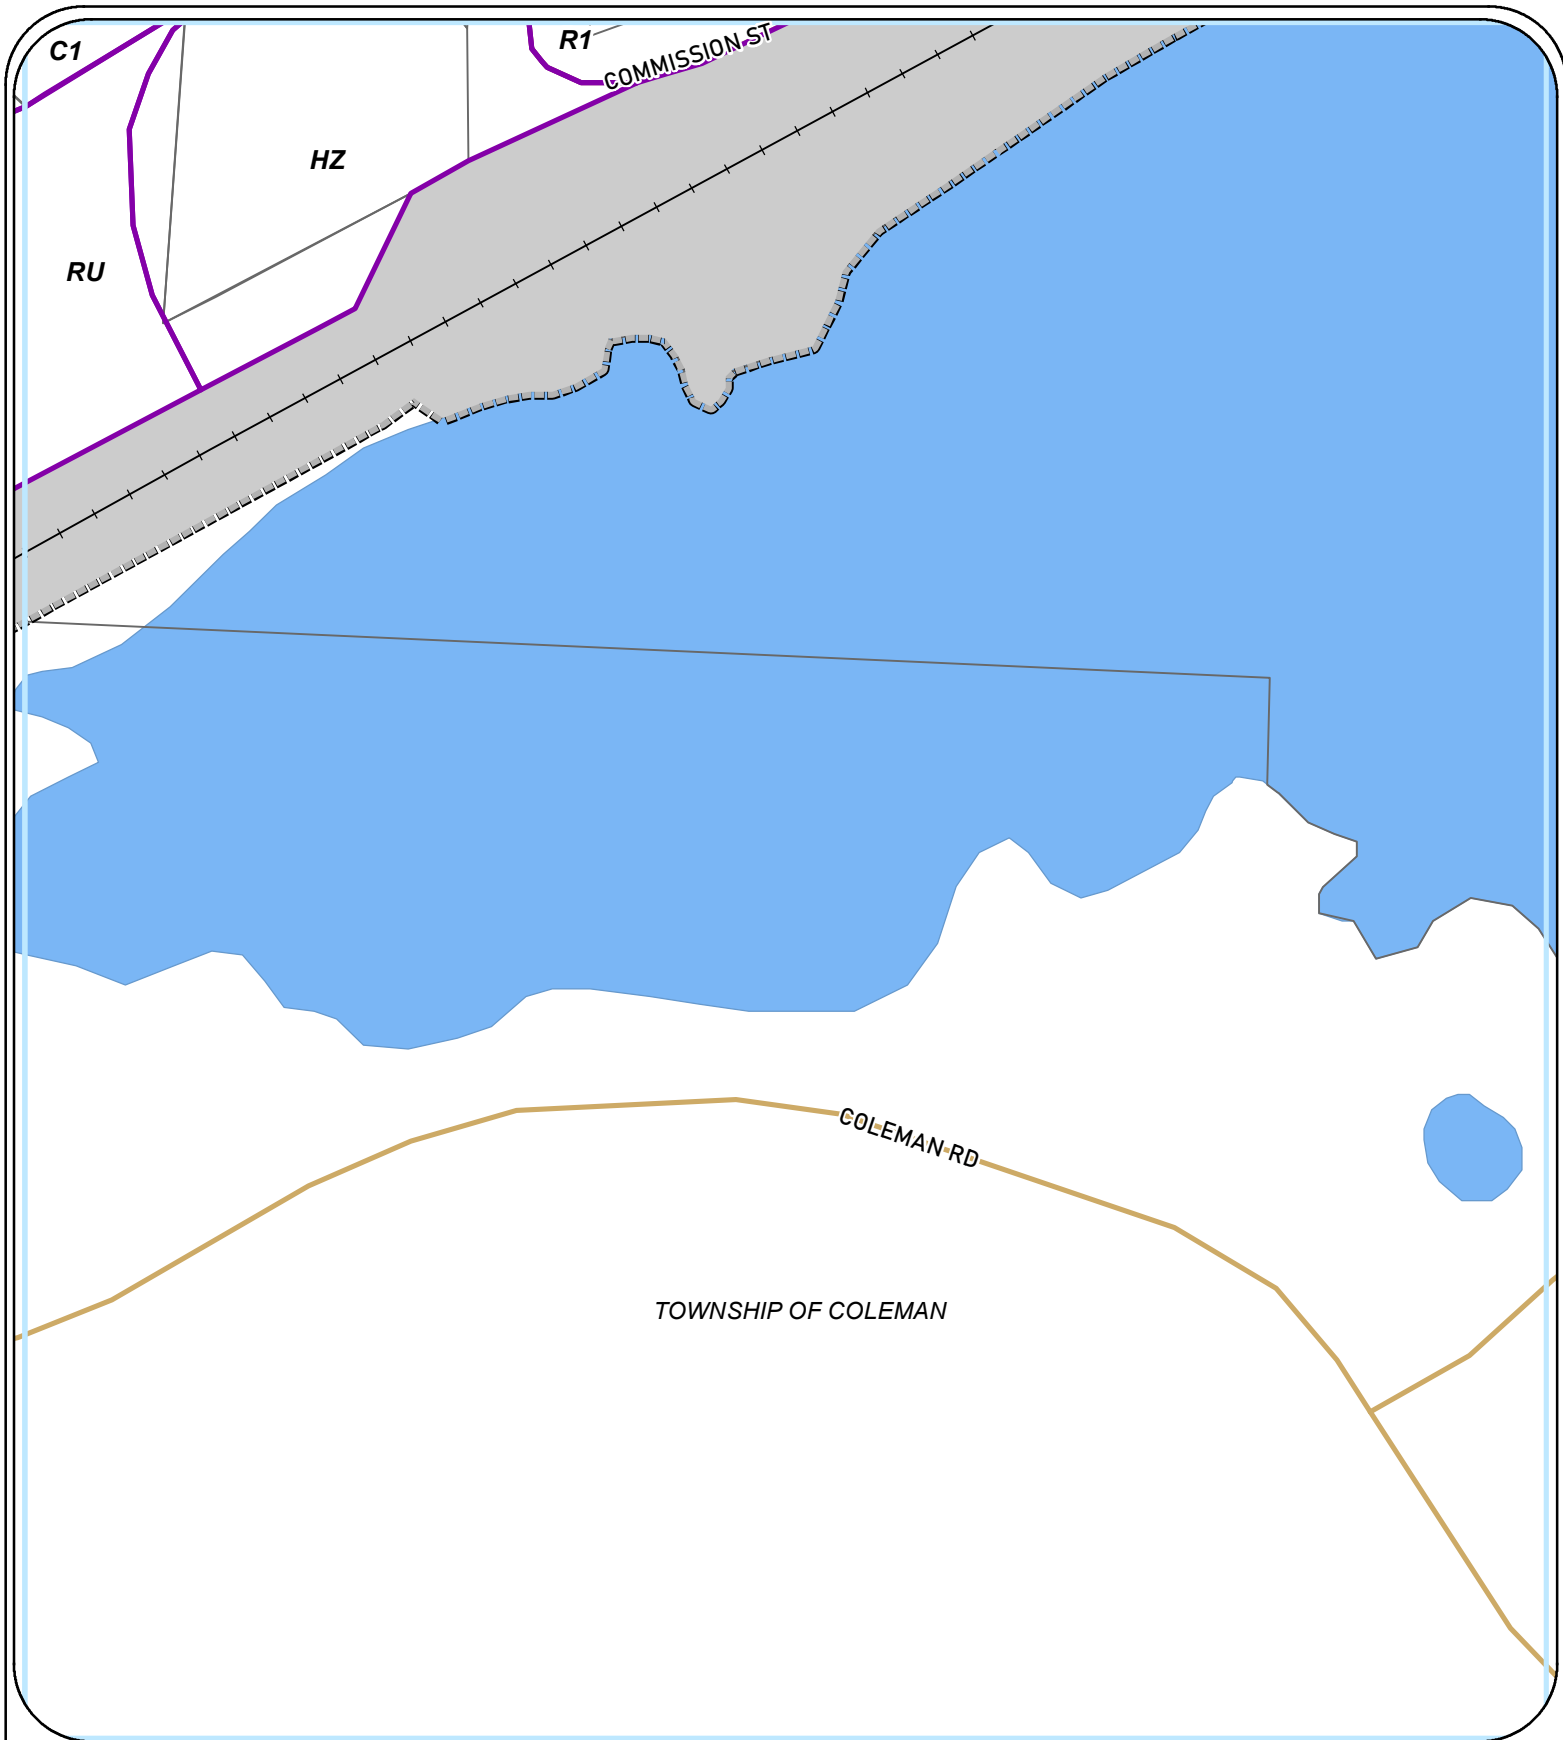 C1
R1
COMMISSION ST
HZ
RU
COLEMAN RD
TOWNSHIP OF COLEMAN